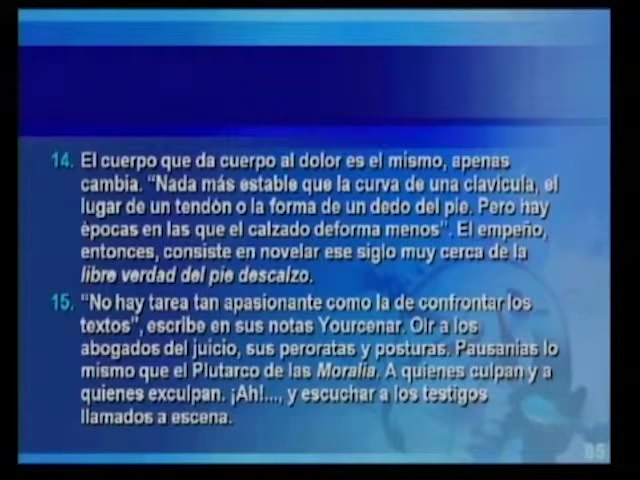 14. El cuerpo que da cuerpo al dolor es el mismo, apenas
cambia. “Nada más estable que la curva de una clavícula, el
lugar de un tendón o la forma de un dedo del pie. Pero hay
épocas en las que el calzado deforma menos”. El empeño,
entonces, consiste en novelar ese siglo muy cerca de la
libre verdad del pie descalzo.
15. “No hay tarea tan apasionante como la de confrontar los
textos”, escribe en sus notas Yourcenar. Oír a los
abogados del juicio, sus peroratas y posturas. Pausanias lo
mismo que el Plutarco de las Moralia. A quienes culpan y a
quienes exculpan. ¡Ah!..., y escuchar a los testigos
llamados a escena.